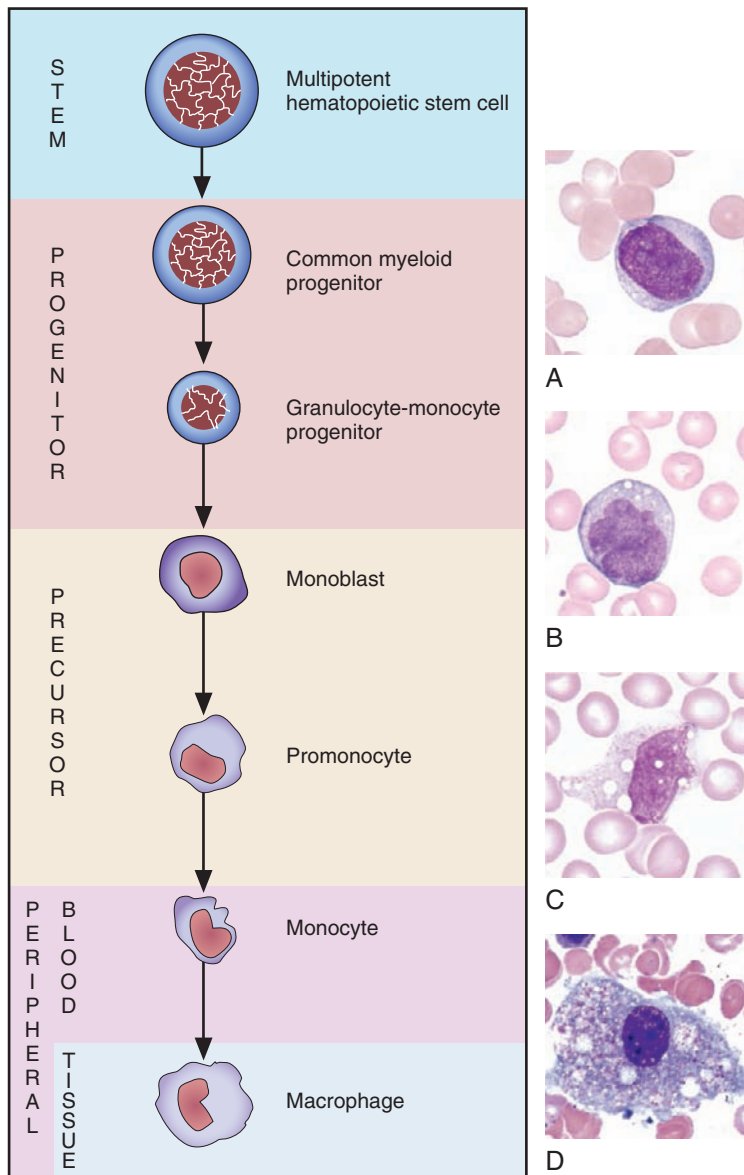 STEM
Multipotent
hematopoietic stem cell
PROGENITOR
Common myeloid
progenitor
Granulocyte-monocyte
progenitor
PRECURSOR
Monoblast
Promonocyte
PERIPHERAL
BLOOD
Monocyte
TISSUE
Macrophage
A
B
C
D